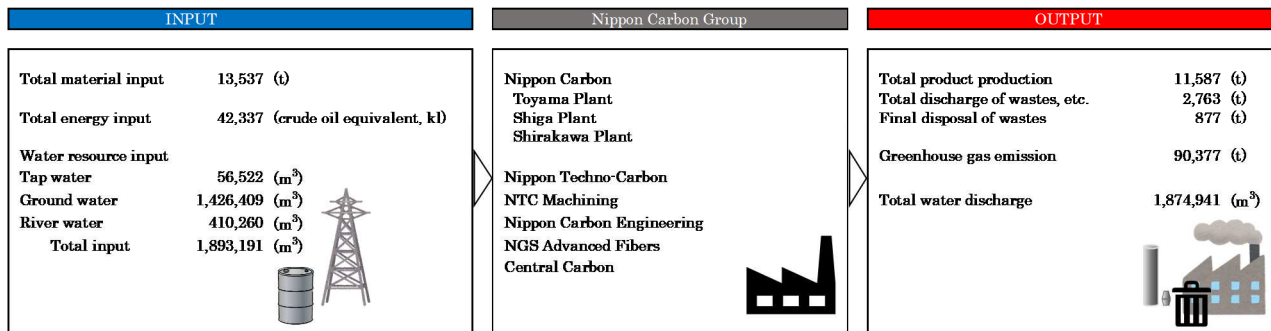 INPUT
Total material input 13,537 (t)
Total energy input 42,337 (crude oil equivalent, kl)
Water resource input
Tap water 56,522 (m³)
Ground water 1,426,409 (m³)
River water 410,260 (m³)
Total input 1,893,191 (m³)
Nippon Carbon Group
Nippon Carbon
Toyama Plant
Shiga Plant
Shirakawa Plant
Nippon Techno-Carbon
NTC Machining
Nippon Carbon Engineering
NGS Advanced Fibers
Central Carbon
OUTPUT
Total product production 11,587 (t)
Total discharge of wastes, etc. 2,763 (t)
Final disposal of wastes 877 (t)
Greenhouse gas emission 90,377 (t)
Total water discharge 1,874,941 (m³)